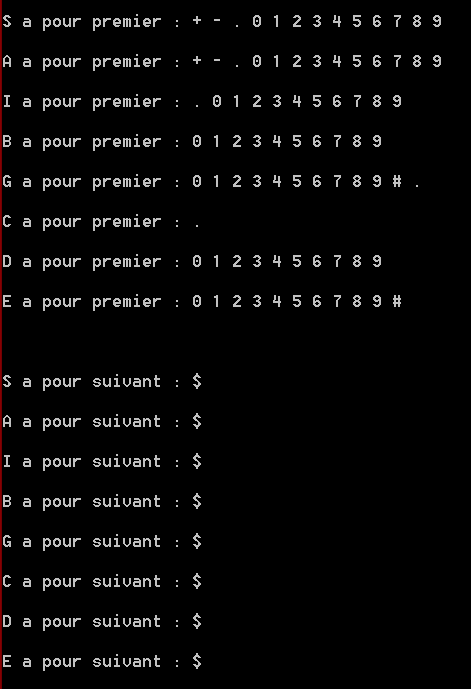 S a pour premier : + - . 0 1 2 3 4 5 6 7 8 9
A a pour premier : + - . 0 1 2 3 4 5 6 7 8 9
I a pour premier : . 0 1 2 3 4 5 6 7 8 9
B a pour premier : 0 1 2 3 4 5 6 7 8 9
G a pour premier : 0 1 2 3 4 5 6 7 8 9 # .
C a pour premier : .
D a pour premier : 0 1 2 3 4 5 6 7 8 9
E a pour premier : 0 1 2 3 4 5 6 7 8 9 #
S a pour suivant : $
A a pour suivant : $
I a pour suivant : $
B a pour suivant : $
G a pour suivant : $
C a pour suivant : $
D a pour suivant : $
E a pour suivant : $